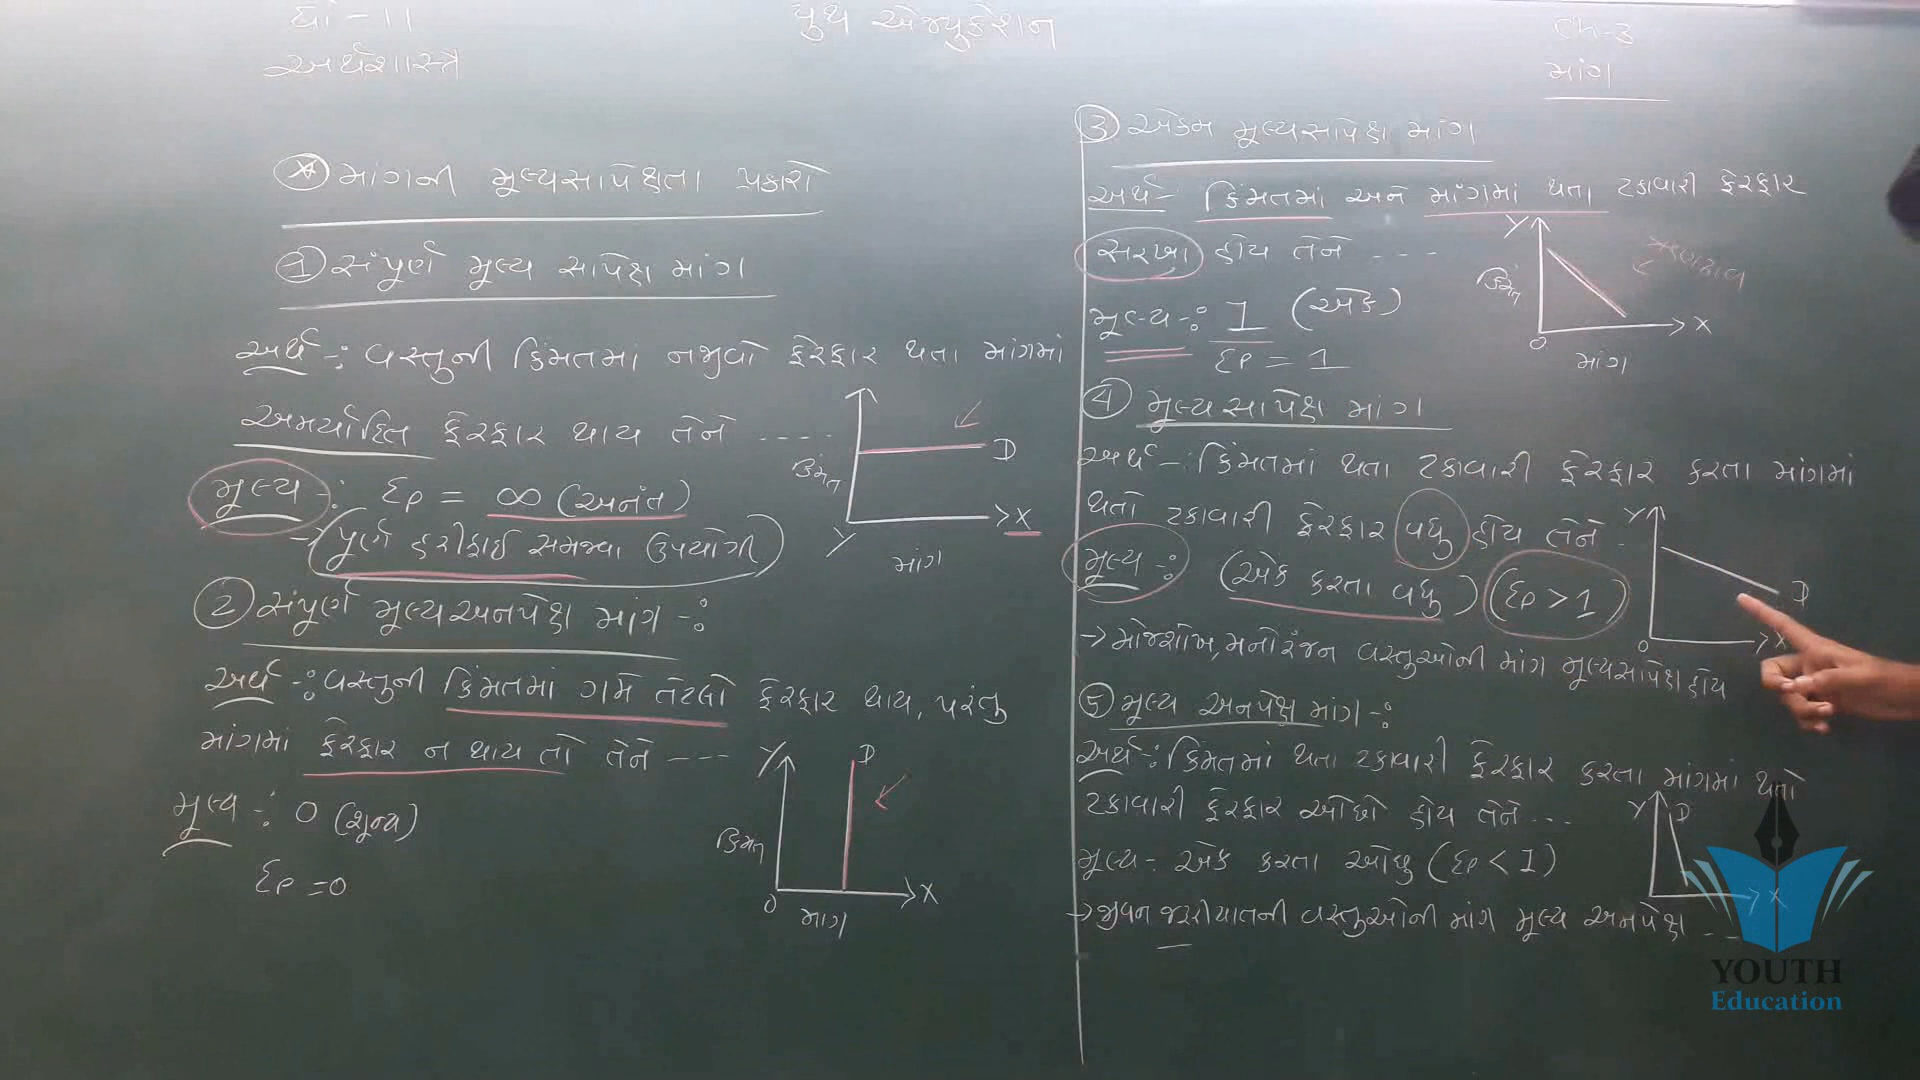 ધો - 11
અર્થશાસ્ત્ર
યુથ એજ્યુકેશન
Ch-3
માંગ
* માંગની મૂલ્યસાપેક્ષતા પ્રકારો
1 સંપૂર્ણ મૂલ્ય સાપેક્ષ માંગ
અર્થ -: વસ્તુની કિંમતમાં નજીવો ફેરફાર થતા માંગમાં
અમર્યાદિત ફેરફાર થાય તેને ----
મૂલ્ય -: Ep = ∞ (અનંત)
→ (પૂર્ણ હરીફાઈ સમજવા ઉપયોગી)
કિંમત
D
X
Y
માંગ
2 સંપૂર્ણ મૂલ્યઅનપેક્ષ માંગ -:
અર્થ -: વસ્તુની કિંમતમાં ગમે તેટલો ફેરફાર થાય, પરંતુ
માંગમાં ફેરફાર ન થાય તો તેને ---
મૂલ્ય -: 0 (શૂન્ય)
Ep = 0
Y
D
કિંમત
0
X
માંગ
3 એકમ મૂલ્યસાપેક્ષ માંગ
અર્થ - કિંમતમાં અને માંગમાં થતા ટકાવારી ફેરફાર
સરખા હોય તેને ---
મૂલ્ય -: 1 (એક)
Ep = 1
Y
કિંમત
0
X
માંગ
4 મૂલ્યસાપેક્ષ માંગ
અર્થ -: કિંમતમાં થતા ટકાવારી ફેરફાર કરતા માંગમાં
થતો ટકાવારી ફેરફાર વધુ હોય તેને
મૂલ્ય -: (એક કરતા વધુ) (Ep > 1)
Y
D
0
X
→ મોજશોખ, મનોરંજન વસ્તુઓની માંગ મૂલ્યસાપેક્ષ હોય
5 મૂલ્ય અનપેક્ષ માંગ -:
અર્થ -: કિંમતમાં થતા ટકાવારી ફેરફાર કરતા માંગમાં થતો
ટકાવારી ફેરફાર ઓછો હોય તેને ---
મૂલ્ય - એક કરતા ઓછુ (Ep < 1)
Y
D
X
→ જીવન જરૂરીયાતની વસ્તુઓની માંગ મૂલ્ય અનપેક્ષ ---
YOUTH
Education